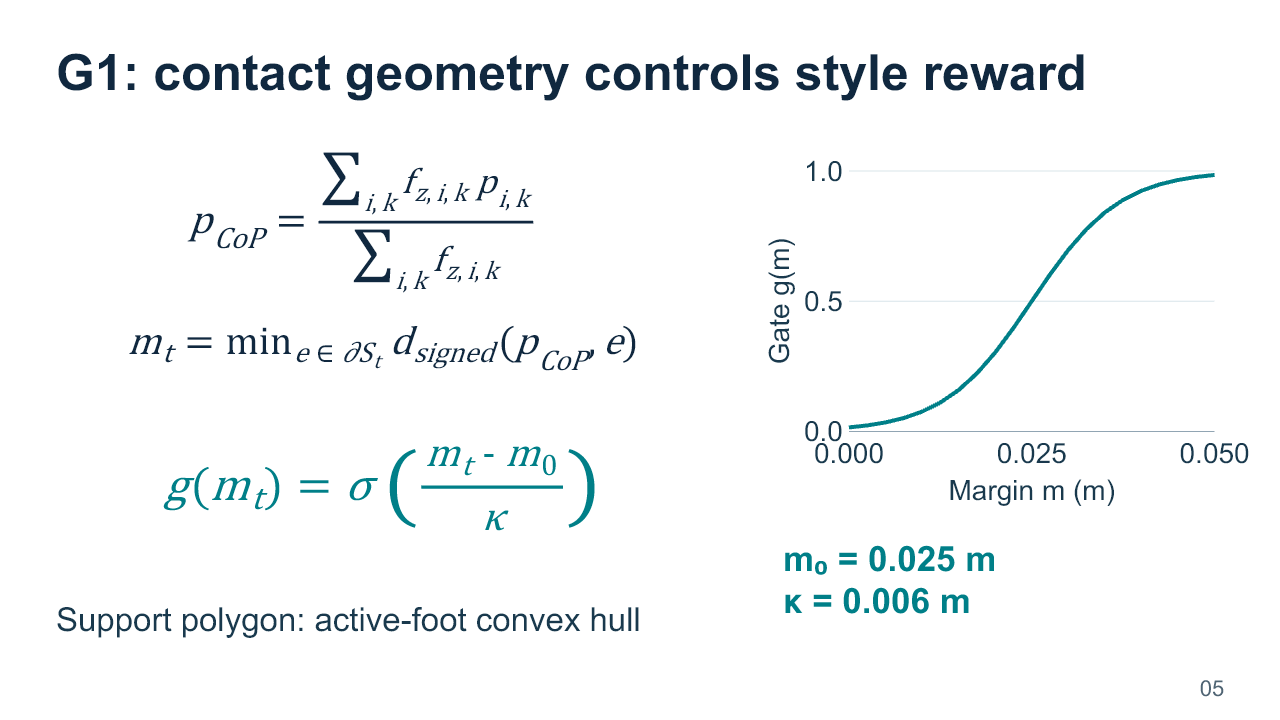 G1: contact geometry controls style reward
p_CoP = ∑_{i, k} f_{z, i, k} p_{i, k} / ∑_{i, k} f_{z, i, k}
m_t = min_{e ∈ ∂S_t} d_signed(p_CoP, e)
g(m_t) = σ((m_t - m_0) / κ)
Support polygon: active-foot convex hull
1.0
0.5
0.0
Gate g(m)
0.000 0.025 0.050
Margin m (m)
m₀ = 0.025 m
κ = 0.006 m
05